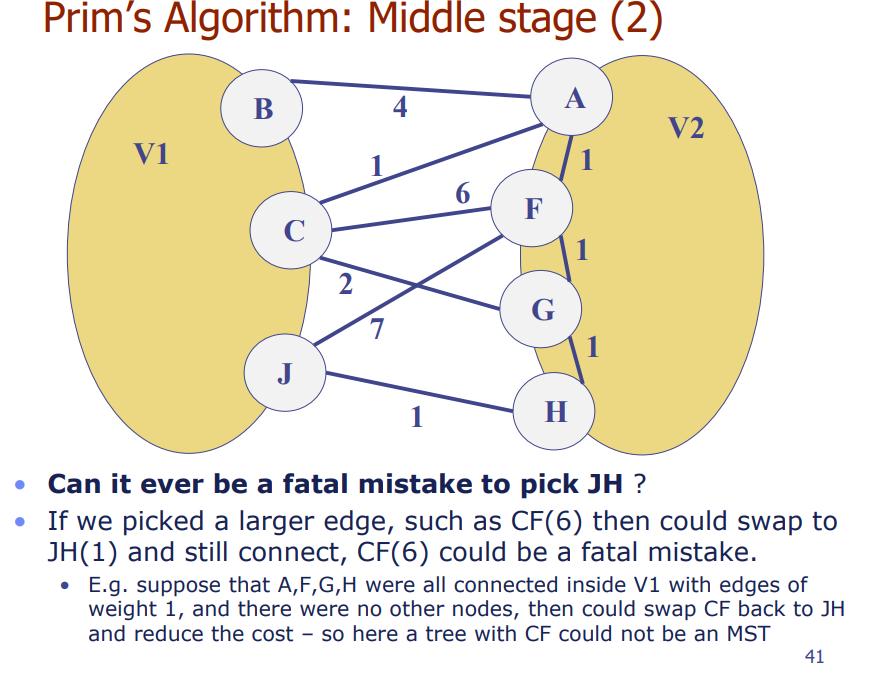 Prim's Algorithm: Middle stage (2)
B
4
A
V1
V2
1
1
6
C
F
1
2
G
7
1
J
1
H
Can it ever be a fatal mistake to pick JH ?
If we picked a larger edge, such as CF(6) then could swap to
JH(1) and still connect, CF(6) could be a fatal mistake.
E.g. suppose that A,F,G,H were all connected inside V1 with edges of
weight 1, and there were no other nodes, then could swap CF back to JH
and reduce the cost – so here a tree with CF could not be an MST
41